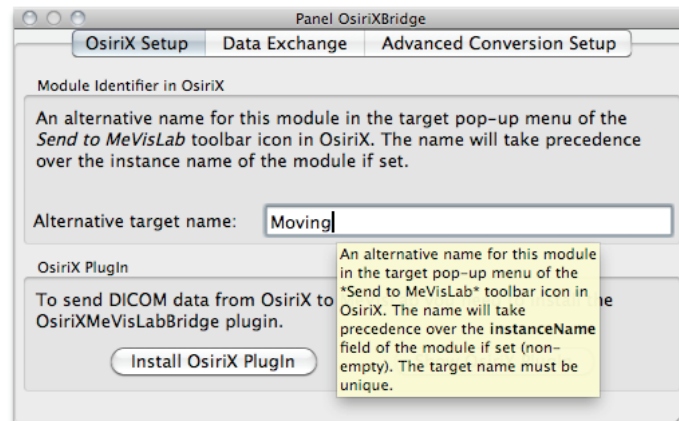 Panel OsiriXBridge
OsiriX Setup Data Exchange Advanced Conversion Setup
Module Identifier in OsiriX
An alternative name for this module in the target pop-up menu of the
Send to MeVisLab toolbar icon in OsiriX. The name will take precedence
over the instance name of the module if set.
Alternative target name: Moving
OsiriX PlugIn
To send DICOM data from OsiriX to
OsiriXMeVisLabBridge plugin.
Install OsiriX PlugIn
An alternative name for this module
in the target pop-up menu of the
*Send to MeVisLab* toolbar icon in
OsiriX. The name will take
precedence over the instanceName
field of the module if set (non-
empty). The target name must be
unique.